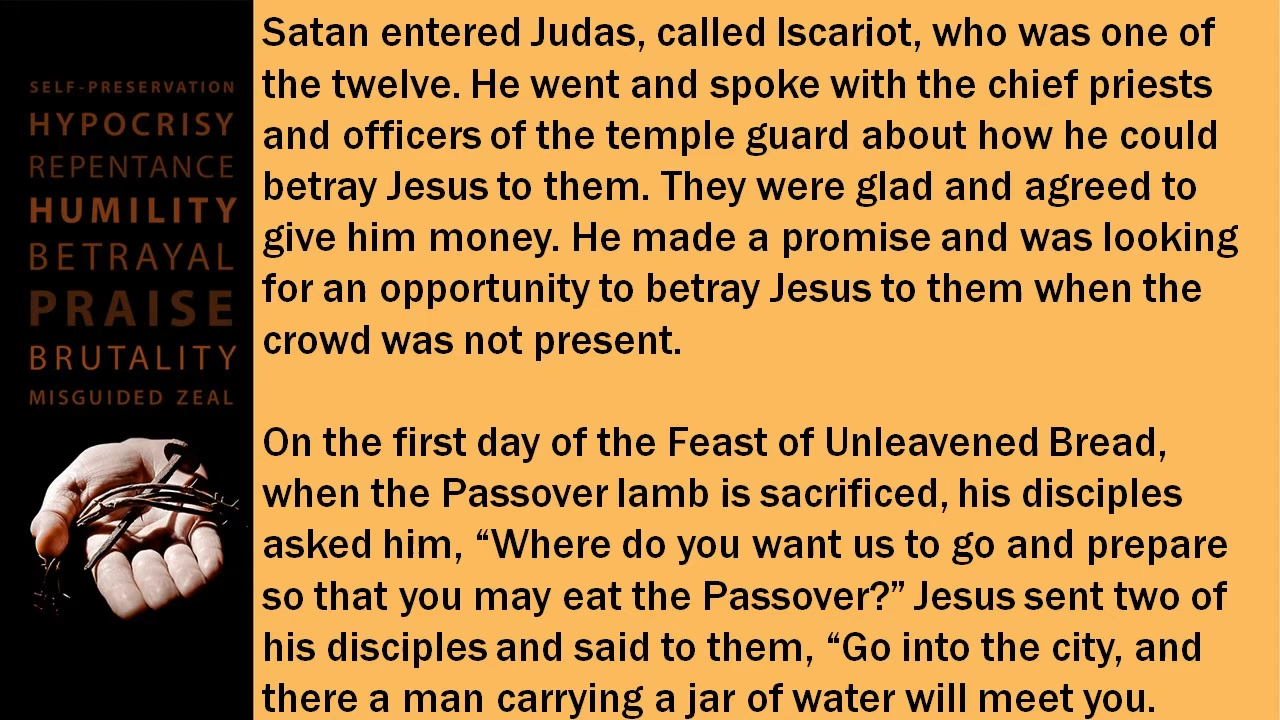 SELF-PRESERVATION
HYPOCRISY
REPENTANCE
HUMILITY
BETRAYAL
PRAISE
BRUTALITY
MISGUIDED ZEAL
Satan entered Judas, called Iscariot, who was one of
the twelve. He went and spoke with the chief priests
and officers of the temple guard about how he could
betray Jesus to them. They were glad and agreed to
give him money. He made a promise and was looking
for an opportunity to betray Jesus to them when the
crowd was not present.
On the first day of the Feast of Unleavened Bread,
when the Passover lamb is sacrificed, his disciples
asked him, “Where do you want us to go and prepare
so that you may eat the Passover?” Jesus sent two of
his disciples and said to them, “Go into the city, and
there a man carrying a jar of water will meet you.